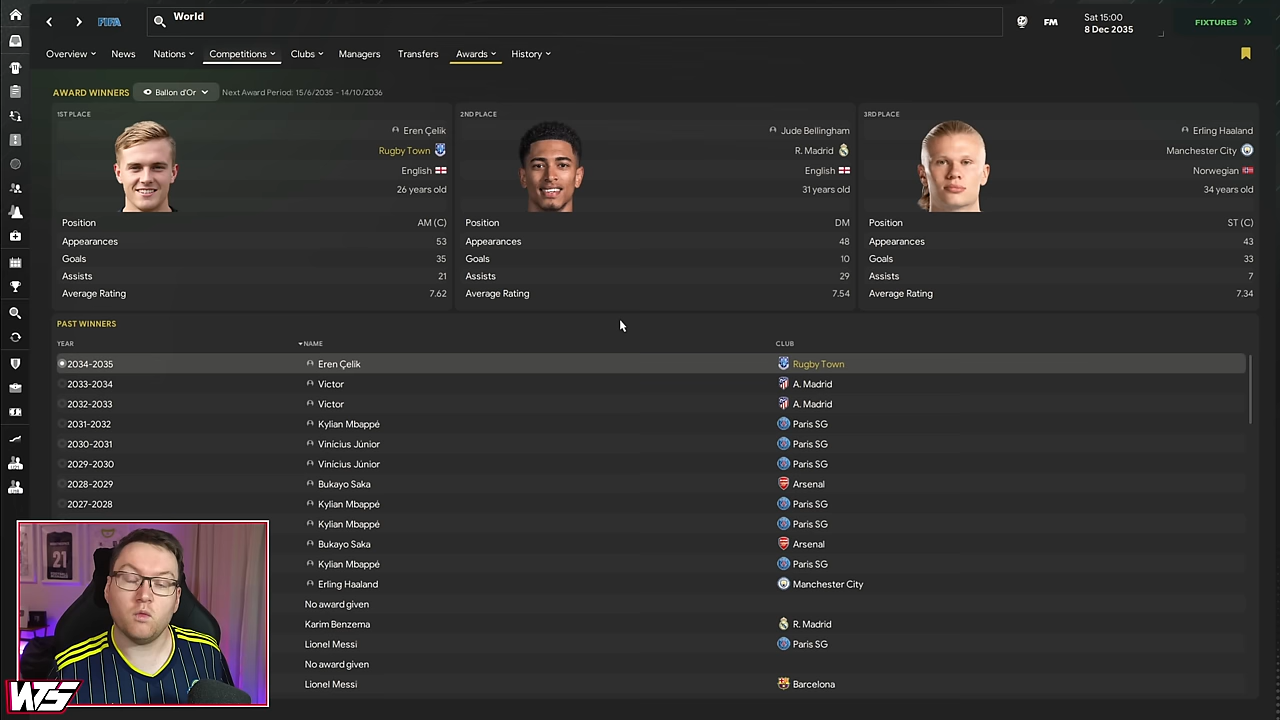 FIFA
World
FM
Sat 15:00
8 Dec 2035
FIXTURES
Overview
News
Nations
Competitions
Clubs
Managers
Transfers
Awards
History
AWARD WINNERS
Ballon d'Or
Next Award Period: 15/6/2035 - 14/10/2036
1ST PLACE
Eren Çelik
Rugby Town
English
26 years old
Position AM (C)
Appearances 53
Goals 35
Assists 21
Average Rating 7.62
2ND PLACE
Jude Bellingham
R. Madrid
English
31 years old
Position DM
Appearances 48
Goals 10
Assists 29
Average Rating 7.54
3RD PLACE
Erling Haaland
Manchester City
Norwegian
34 years old
Position ST (C)
Appearances 43
Goals 33
Assists 7
Average Rating 7.34
PAST WINNERS
YEAR NAME CLUB
2034-2035 Eren Çelik Rugby Town
2033-2034 Victor A. Madrid
2032-2033 Victor A. Madrid
2031-2032 Kylian Mbappé Paris SG
2030-2031 Vinícius Júnior Paris SG
2029-2030 Vinícius Júnior Paris SG
2028-2029 Bukayo Saka Arsenal
2027-2028 Kylian Mbappé Paris SG
Kylian Mbappé Paris SG
Bukayo Saka Arsenal
Kylian Mbappé Paris SG
Erling Haaland Manchester City
No award given
Karim Benzema R. Madrid
Lionel Messi Paris SG
No award given
Lionel Messi Barcelona
21
WTS